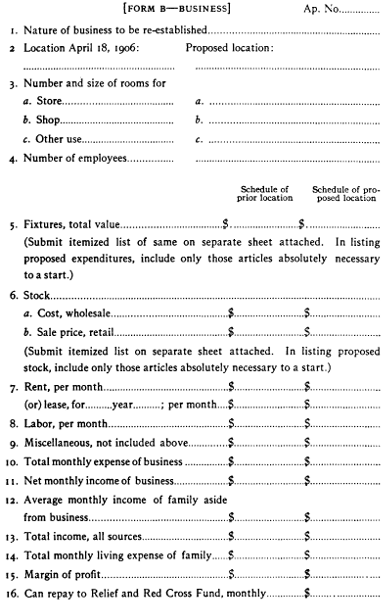 [FORM B—BUSINESS] Ap. No.............
1. Nature of business to be re-established................................................
2 Location April 18, 1906: Proposed location:
..................................................... .....................................................
3. Number and size of rooms for
a. Store....................................... a. ..................................................
b. Shop........................................ b. ..................................................
c. Other use................................ c. ..................................................
4. Number of employees................ .....................................................
Schedule of Schedule of pro-
prior location posed location
5. Fixtures, total value..................................$........................$........................
(Submit itemized list of same on separate sheet attached. In listing
proposed expenditures, include only those articles absolutely necessary
to a start.)
6. Stock................................................................................................
a. Cost, wholesale.....................................$........................$........................
b. Sale price, retail....................................$........................$........................
(Submit itemized list on separate sheet attached. In listing proposed
stock, include only those articles absolutely necessary to a start.)
7. Rent, per month.......................................$........................$........................
(or) lease, for.........year.........; per month....$........................$........................
8. Labor, per month.....................................$........................$........................
9. Miscellaneous, not included above.............$........................$........................
10. Total monthly expense of business ..............$........................$........................
11. Net monthly income of business.................$........................$........................
12. Average monthly income of family aside
from business.........................................$........................$........................
13. Total income, all sources..........................$........................$........................
14. Total monthly living expense of family......$........................$........................
15. Margin of profit.......................................$........................$........................
16. Can repay to Relief and Red Cross Fund, monthly............$........................